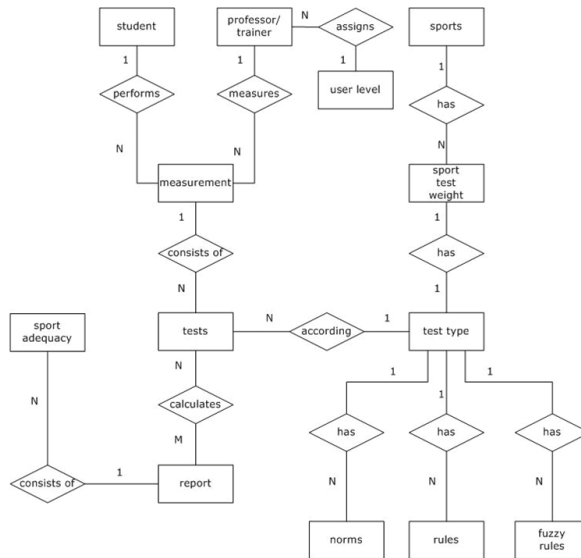 student
professor/
trainer
N
assigns
sports
1
1
1
1
performs
measures
user level
has
N
N
N
measurement
sport
test
weight
1
1
consists of
has
N
1
sport
adequacy
tests
N
according
1
test type
N
1
1
1
N
calculates
has
has
has
M
N
N
N
consists of
1
report
norms
rules
fuzzy
rules